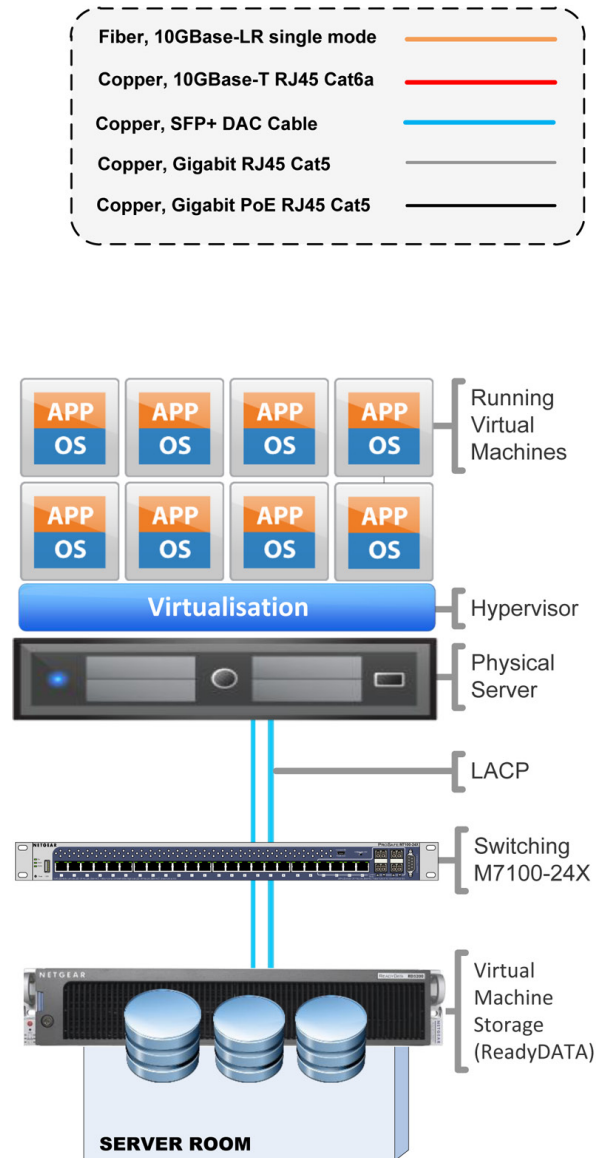 Fiber, 10GBase-LR single mode
Copper, 10GBase-T RJ45 Cat6a
Copper, SFP+ DAC Cable
Copper, Gigabit RJ45 Cat5
Copper, Gigabit PoE RJ45 Cat5
APP APP APP APP
OS OS OS OS
Running
Virtual
Machines
APP APP APP APP
OS OS OS OS
Virtualisation
Hypervisor
Physical
Server
LACP
NETGEAR
Switching
M7100-24X
NETGEAR
Virtual
Machine
Storage
(ReadyDATA)
SERVER ROOM